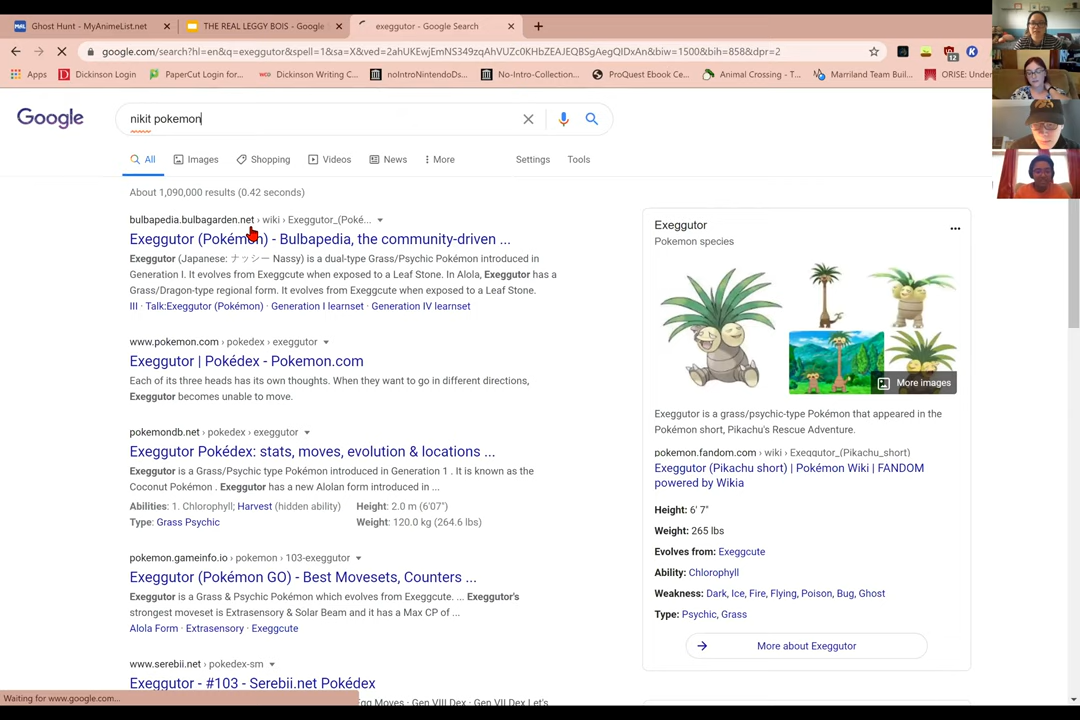 Ghost Hunt - MyAnimeList.net
THE REAL LEGGY BOIS - Google
exeggutor - Google Search
google.com/search?hl=en&q=exeggutor&spell=1&sa=X&ved=2ahUKEwjEmNS349zqAhVUZc0KHbZEAJEQBSgAegQIDxAn&biw=1500&bih=858&dpr=2
12
Apps
Dickinson Login
PaperCut Login for...
Dickinson Writing C...
noIntroNintendoDs...
No-Intro-Collection...
ProQuest Ebook Ce...
Animal Crossing - T...
Marriland Team Buil...
ORISE: Under
Google
nikit pokemon
All
Images
Shopping
Videos
News
More
Settings
Tools
About 1,090,000 results (0.42 seconds)
bulbapedia.bulbagarden.net › wiki › Exeggutor_(Poké...
Exeggutor (Pokémon) - Bulbapedia, the community-driven ...
Exeggutor (Japanese: ナッシー Nassy) is a dual-type Grass/Psychic Pokémon introduced in
Generation I. It evolves from Exeggcute when exposed to a Leaf Stone. In Alola, Exeggutor has a
Grass/Dragon-type regional form. It evolves from Exeggcute when exposed to a Leaf Stone.
III · Talk:Exeggutor (Pokémon) · Generation I learnset · Generation IV learnset
www.pokemon.com › pokedex › exeggutor
Exeggutor | Pokédex - Pokemon.com
Each of its three heads has its own thoughts. When they want to go in different directions,
Exeggutor becomes unable to move.
pokemondb.net › pokedex › exeggutor
Exeggutor Pokédex: stats, moves, evolution & locations ...
Exeggutor is a Grass/Psychic type Pokémon introduced in Generation 1 . It is known as the
Coconut Pokémon . Exeggutor has a new Alolan form introduced in ...
Abilities: 1. Chlorophyll; Harvest (hidden ability)
Height: 2.0 m (6′07″)
Type: Grass Psychic
Weight: 120.0 kg (264.6 lbs)
pokemon.gameinfo.io › pokemon › 103-exeggutor
Exeggutor (Pokémon GO) - Best Movesets, Counters ...
Exeggutor is a Grass & Psychic Pokémon which evolves from Exeggcute. ... Exeggutor's
strongest moveset is Extrasensory & Solar Beam and it has a Max CP of ...
Alola Form · Extrasensory · Exeggcute
www.serebii.net › pokedex-sm
Exeggutor - #103 - Serebii.net Pokédex
Egg Moves · Gen VIII Dex · Gen VII Dex Let's
Waiting for www.google.com...
Exeggutor
Pokemon species
More images
Exeggutor is a grass/psychic-type Pokémon that appeared in the
Pokémon short, Pikachu's Rescue Adventure.
pokemon.fandom.com › wiki › Exeggutor_(Pikachu_short)
Exeggutor (Pikachu short) | Pokémon Wiki | FANDOM
powered by Wikia
Height: 6' 7"
Weight: 265 lbs
Evolves from: Exeggcute
Ability: Chlorophyll
Weakness: Dark, Ice, Fire, Flying, Poison, Bug, Ghost
Type: Psychic, Grass
More about Exeggutor